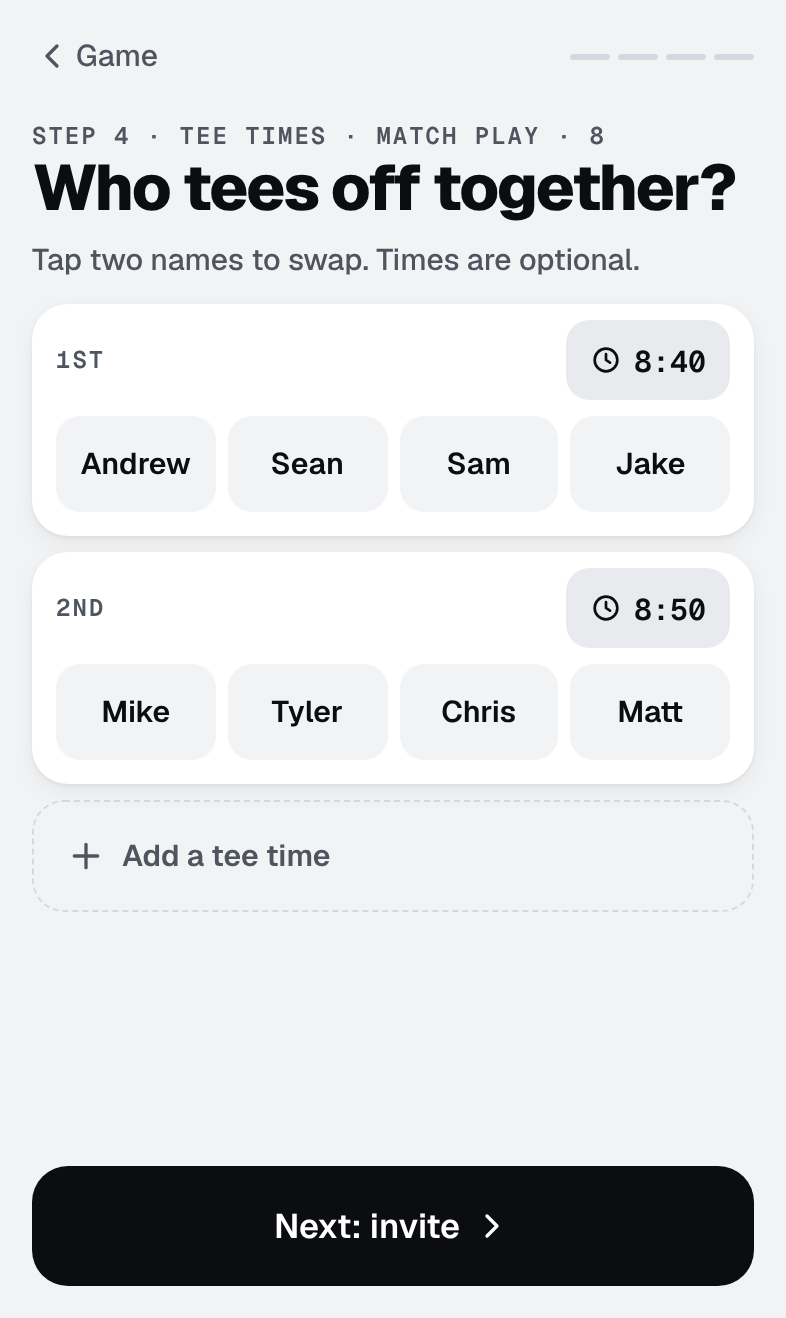 Game
STEP 4 · TEE TIMES · MATCH PLAY · 8
Who tees off together?
Tap two names to swap. Times are optional.
1ST 8:40
Andrew Sean Sam Jake
2ND 8:50
Mike Tyler Chris Matt
Add a tee time
Next: invite